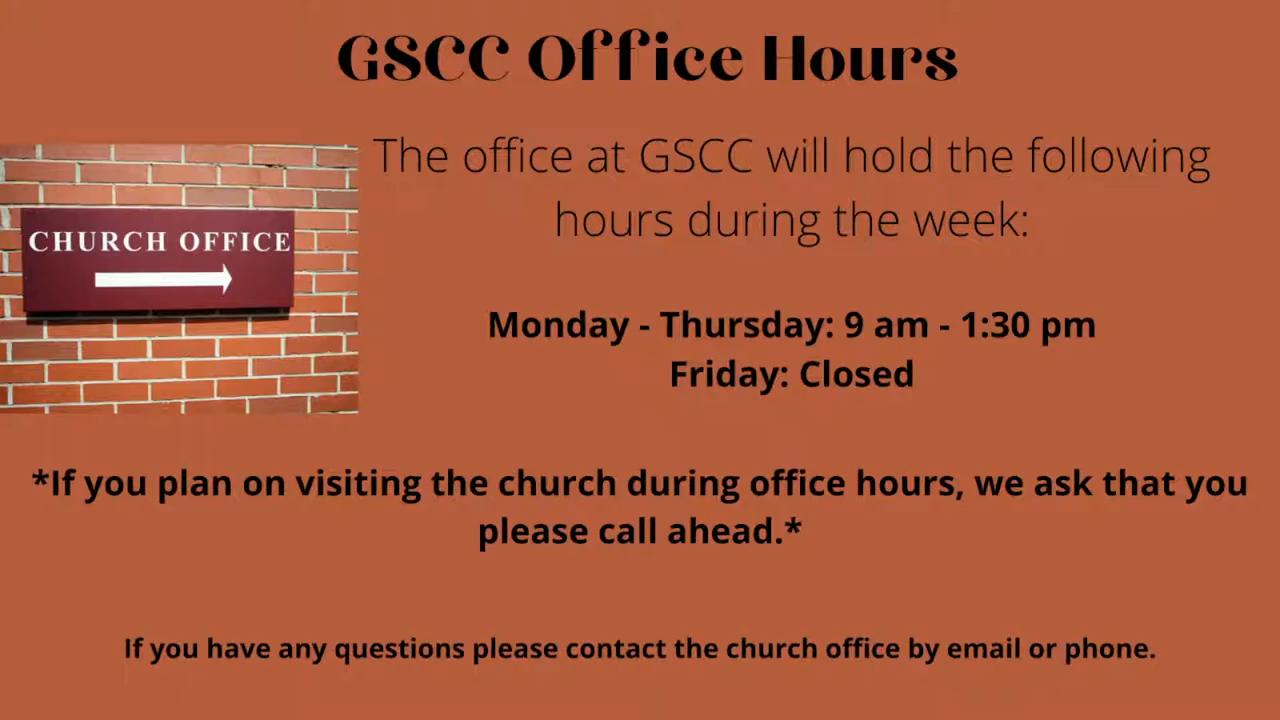 GSCC Office Hours
CHURCH OFFICE
The office at GSCC will hold the following
hours during the week:
Monday - Thursday: 9 am - 1:30 pm
Friday: Closed
*If you plan on visiting the church during office hours, we ask that you
please call ahead.*
If you have any questions please contact the church office by email or phone.